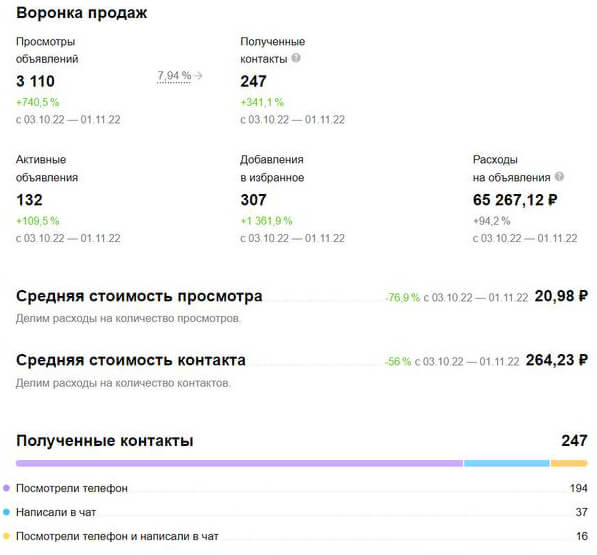 Воронка продаж
Просмотры
объявлений
3 110
+740,5 %
с 03.10.22 — 01.11.22
7,94 % →
Полученные
контакты ?
247
+341,1 %
с 03.10.22 — 01.11.22
Активные
объявления
132
+109,5 %
с 03.10.22 — 01.11.22
Добавления
в избранное
307
+1 361,9 %
с 03.10.22 — 01.11.22
Расходы
на объявления ?
65 267,12 ₽
+94,2 %
с 03.10.22 — 01.11.22
Средняя стоимость просмотра -76,9 % с 03.10.22 — 01.11.22 20,98 ₽
Делим расходы на количество просмотров.
Средняя стоимость контакта -56 % с 03.10.22 — 01.11.22 264,23 ₽
Делим расходы на количество контактов.
Полученные контакты 247
Посмотрели телефон 194
Написали в чат 37
Посмотрели телефон и написали в чат 16